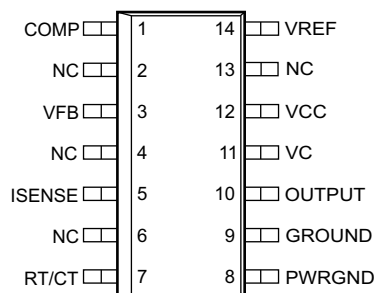 COMP 1 14 VREF
NC 2 13 NC
VFB 3 12 VCC
NC 4 11 VC
ISENSE 5 10 OUTPUT
NC 6 9 GROUND
RT/CT 7 8 PWRGND